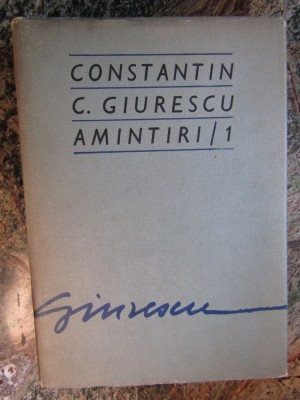 CONSTANTIN
C. GIURESCU
AMINTIRI/1
Giurescu